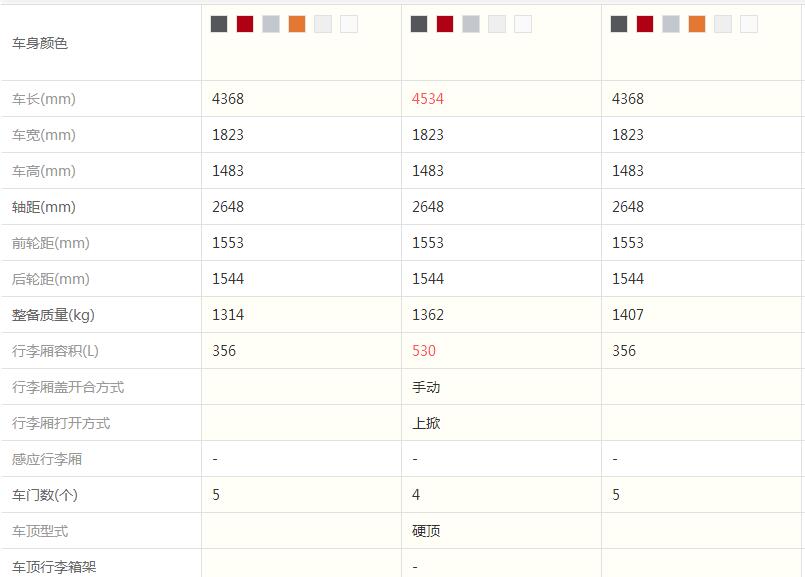 车身颜色
车长(mm) 4368 4534 4368
车宽(mm) 1823 1823 1823
车高(mm) 1483 1483 1483
轴距(mm) 2648 2648 2648
前轮距(mm) 1553 1553 1553
后轮距(mm) 1544 1544 1544
整备质量(kg) 1314 1362 1407
行李厢容积(L) 356 530 356
行李厢盖开合方式 手动
行李厢打开方式 上掀
感应行李厢 - - -
车门数(个) 5 4 5
车顶型式 硬顶
车顶行李箱架 -